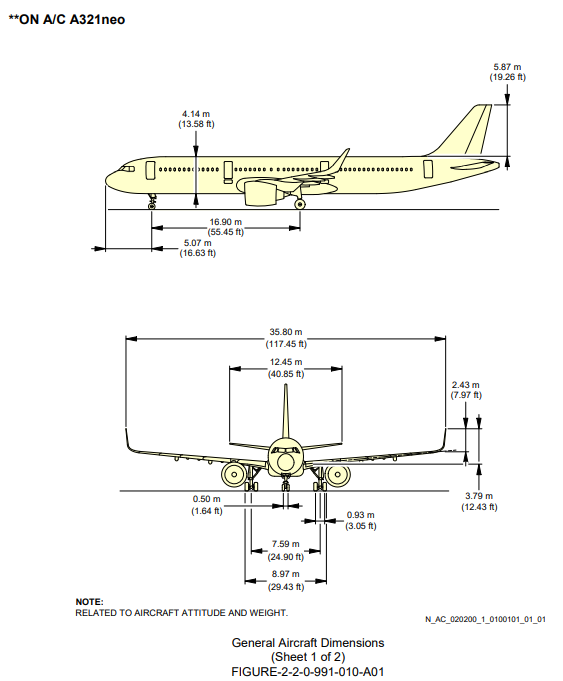 **ON A/C A321neo
5.87 m
(19.26 ft)
4.14 m
(13.58 ft)
16.90 m
(55.45 ft)
5.07 m
(16.63 ft)
35.80 m
(117.45 ft)
12.45 m
(40.85 ft)
2.43 m
(7.97 ft)
3.79 m
(12.43 ft)
0.50 m
(1.64 ft)
0.93 m
(3.05 ft)
7.59 m
(24.90 ft)
8.97 m
(29.43 ft)
NOTE:
RELATED TO AIRCRAFT ATTITUDE AND WEIGHT.
N_AC_020200_1_0100101_01_01
General Aircraft Dimensions
(Sheet 1 of 2)
FIGURE-2-2-0-991-010-A01